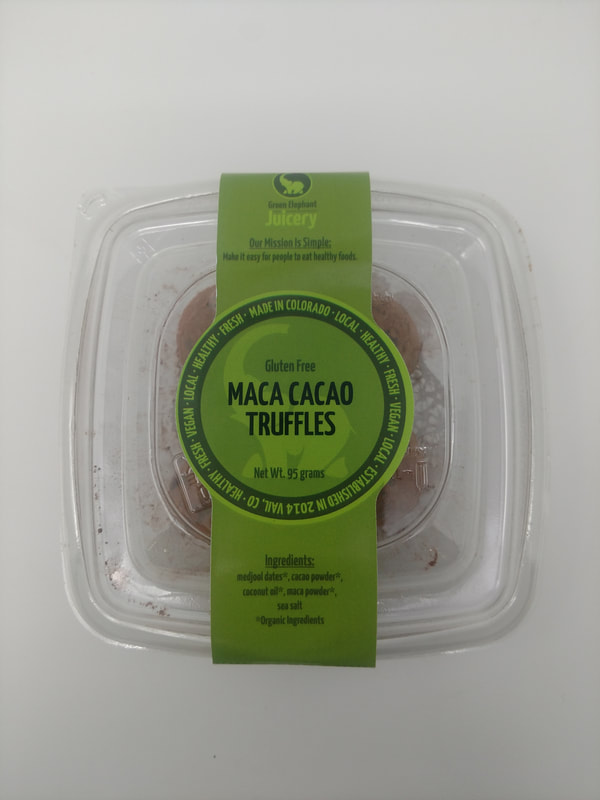 Green Elephant
Juicery
Our Mission Is Simple:
Make it easy for people to eat healthy foods.
MADE IN COLORADO · LOCAL · HEALTHY · FRESH · VEGAN · LOCAL · ESTABLISHED IN 2014 VAIL, CO · HEALTHY · FRESH · VEGAN · LOCAL · HEALTHY · FRESH ·
Gluten Free
MACA CACAO
TRUFFLES
Net Wt. 95 grams
Ingredients:
medjool dates*, cacao powder*,
coconut oil*, maca powder*,
sea salt
*Organic Ingredients